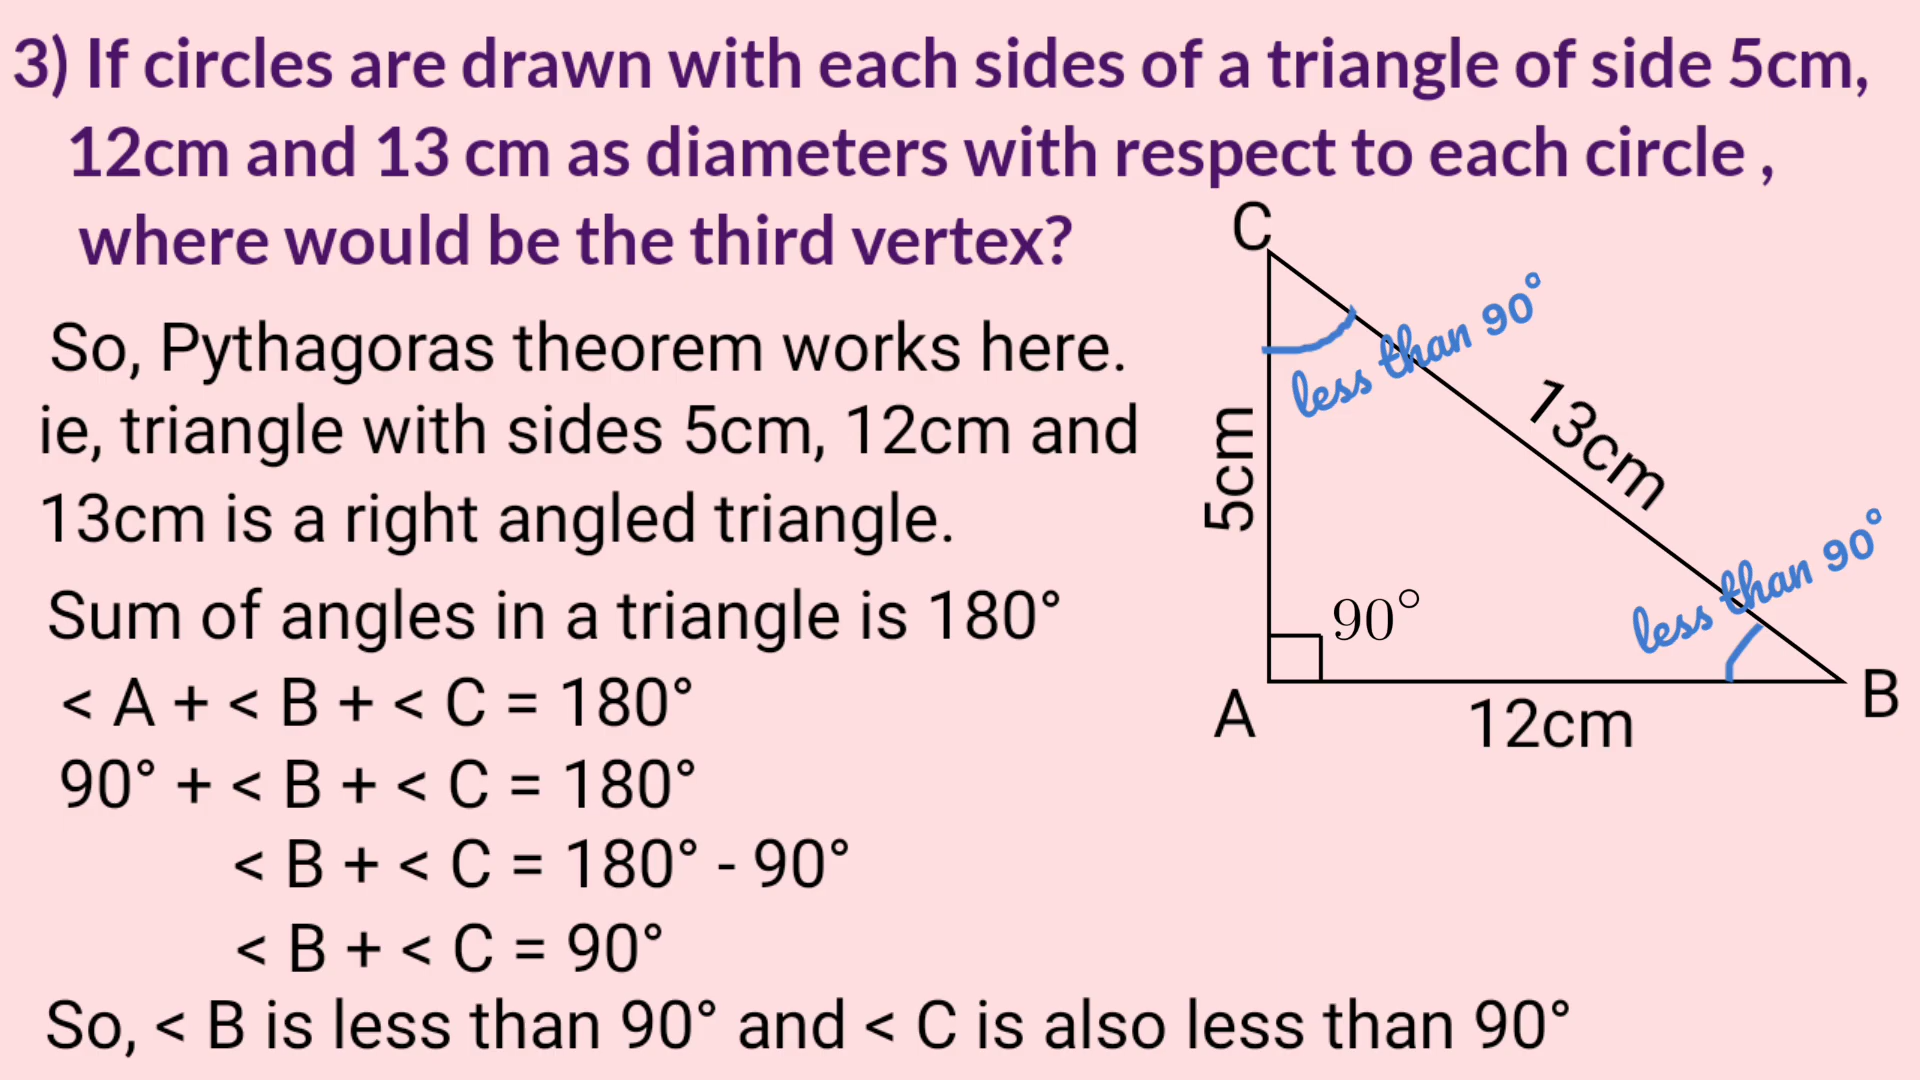 3) If circles are drawn with each sides of a triangle of side 5cm,
12cm and 13 cm as diameters with respect to each circle ,
where would be the third vertex?
So, Pythagoras theorem works here.
ie, triangle with sides 5cm, 12cm and
13cm is a right angled triangle.
Sum of angles in a triangle is 180°
< A + < B + < C = 180°
90° + < B + < C = 180°
< B + < C = 180° - 90°
< B + < C = 90°
So, < B is less than 90° and < C is also less than 90°
C
less than 90°
5cm
13cm
less than 90°
90°
A
12cm
B